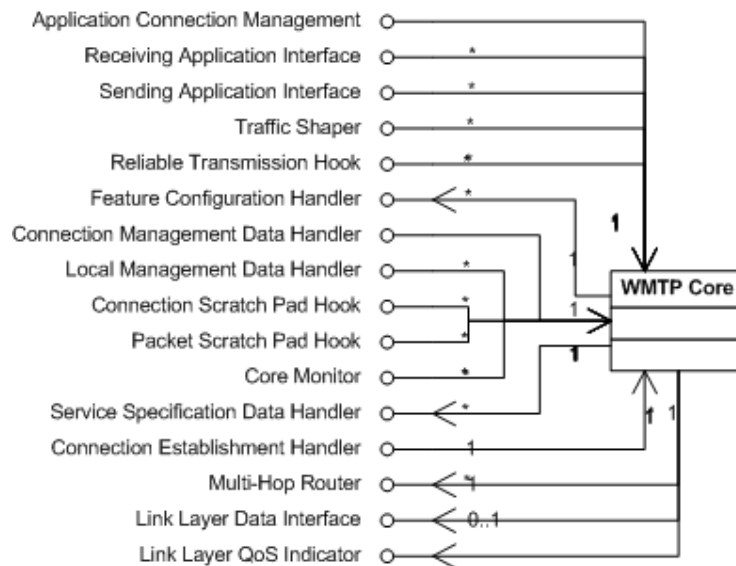 Application Connection Management
Receiving Application Interface *
Sending Application Interface *
Traffic Shaper *
Reliable Transmission Hook *
Feature Configuration Handler *
1
Connection Management Data Handler
1
Local Management Data Handler *
WMTP Core
Connection Scratch Pad Hook *
1
Packet Scratch Pad Hook *
1
Core Monitor *
Service Specification Data Handler *
1 1
Connection Establishment Handler 1
Multi-Hop Router *1
Link Layer Data Interface 0..1
Link Layer QoS Indicator